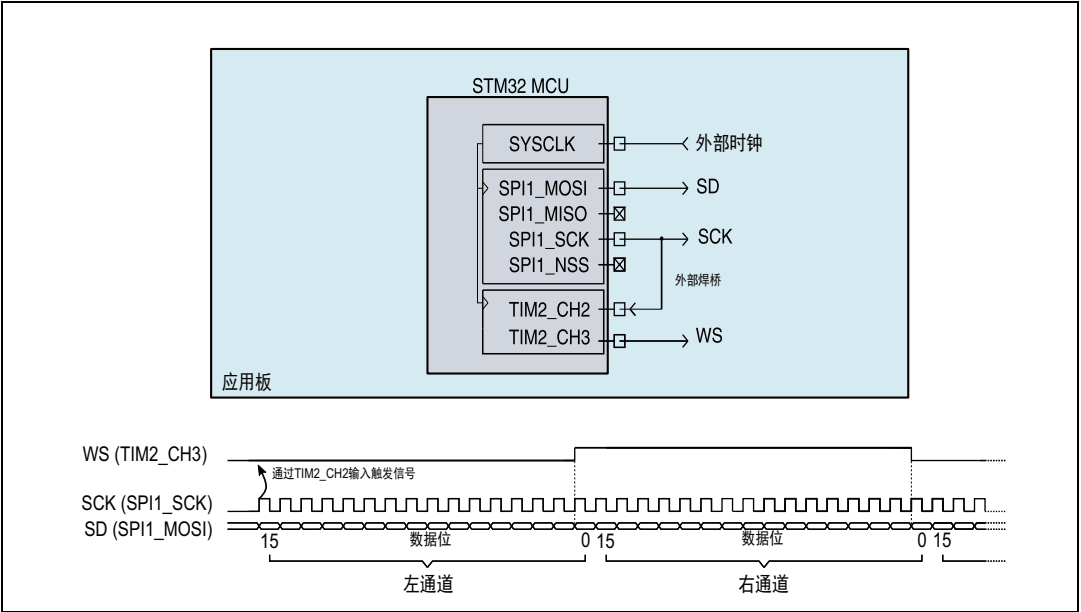 STM32 MCU
SYSCLK
外部时钟
SPI1_MOSI
SD
SPI1_MISO
SPI1_SCK
SCK
SPI1_NSS
外部焊桥
TIM2_CH2
TIM2_CH3
WS
应用板
WS (TIM2_CH3)
通过TIM2_CH2输入触发信号
SCK (SPI1_SCK)
SD (SPI1_MOSI)
15 数据位 0 15 数据位 0 15
左通道 右通道